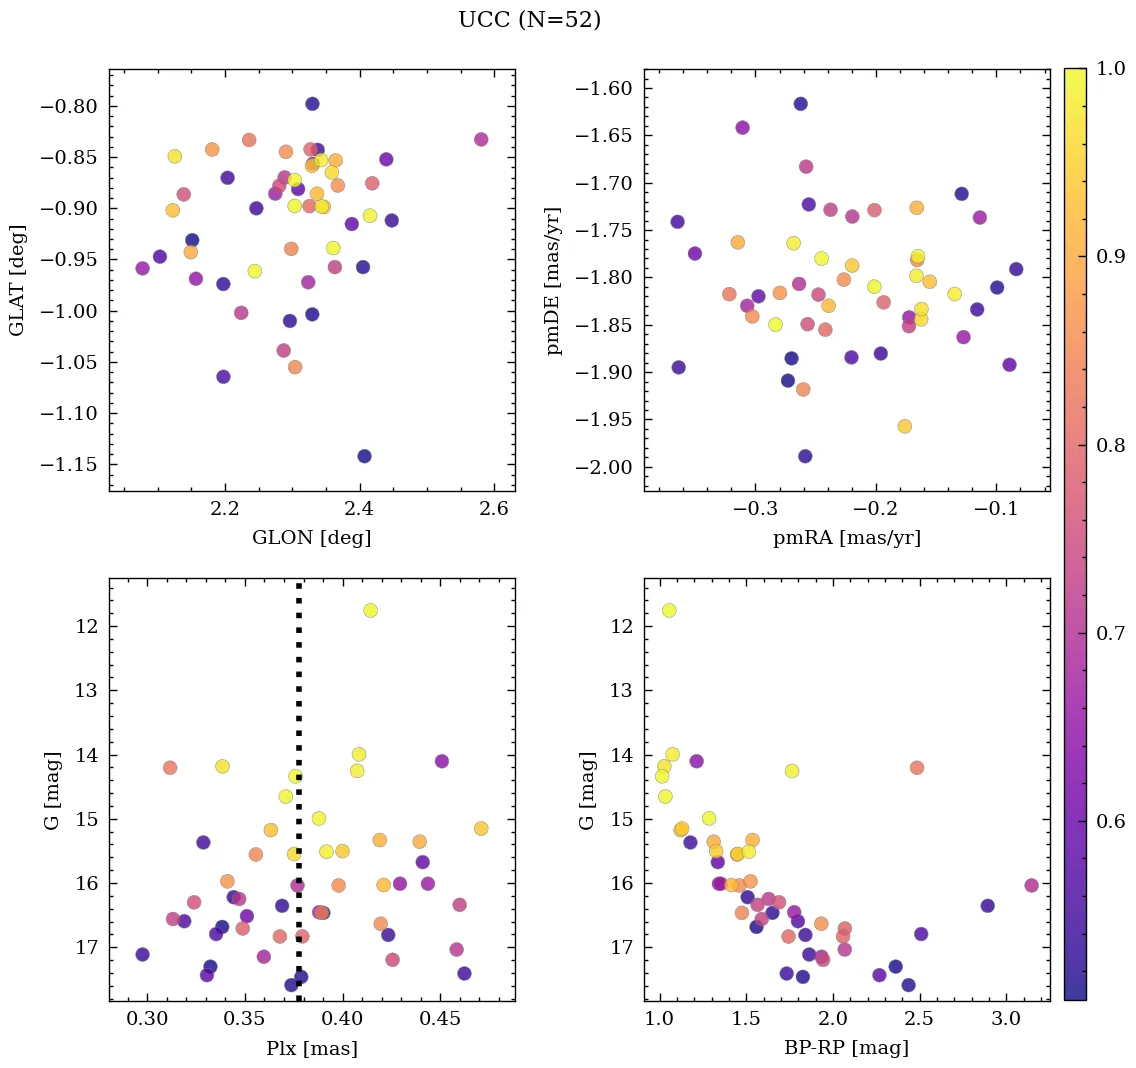 UCC (N=52)
−0.80
−0.85
−0.90
−0.95
−1.00
−1.05
−1.10
−1.15
GLAT [deg]
2.2 2.4 2.6
GLON [deg]
−1.60
−1.65
−1.70
−1.75
−1.80
−1.85
−1.90
−1.95
−2.00
pmDE [mas/yr]
−0.3 −0.2 −0.1
pmRA [mas/yr]
1.0
0.9
0.8
0.7
0.6
12
13
14
15
16
17
G [mag]
0.30 0.35 0.40 0.45
Plx [mas]
12
13
14
15
16
17
G [mag]
1.0 1.5 2.0 2.5 3.0
BP-RP [mag]